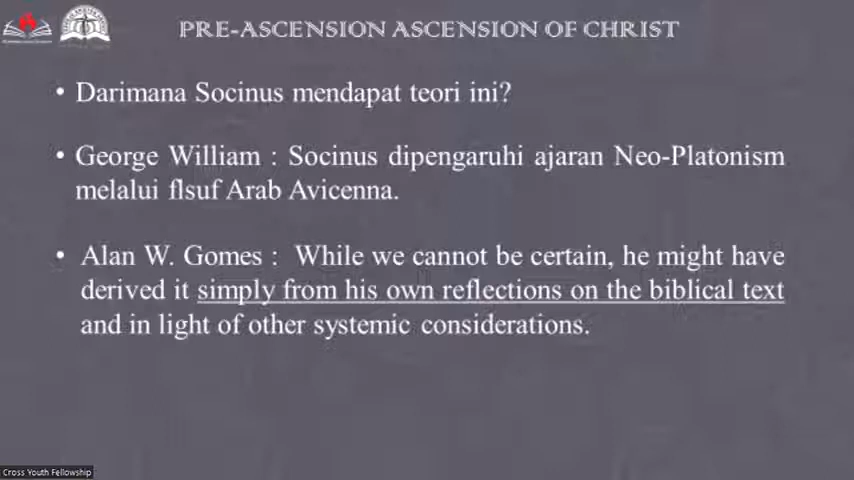 PRE-ASCENSION ASCENSION OF CHRIST
• Darimana Socinus mendapat teori ini?
• George William : Socinus dipengaruhi ajaran Neo-Platonism
melalui flsuf Arab Avicenna.
• Alan W. Gomes : While we cannot be certain, he might have
derived it simply from his own reflections on the biblical text
and in light of other systemic considerations.
Cross Youth Fellowship